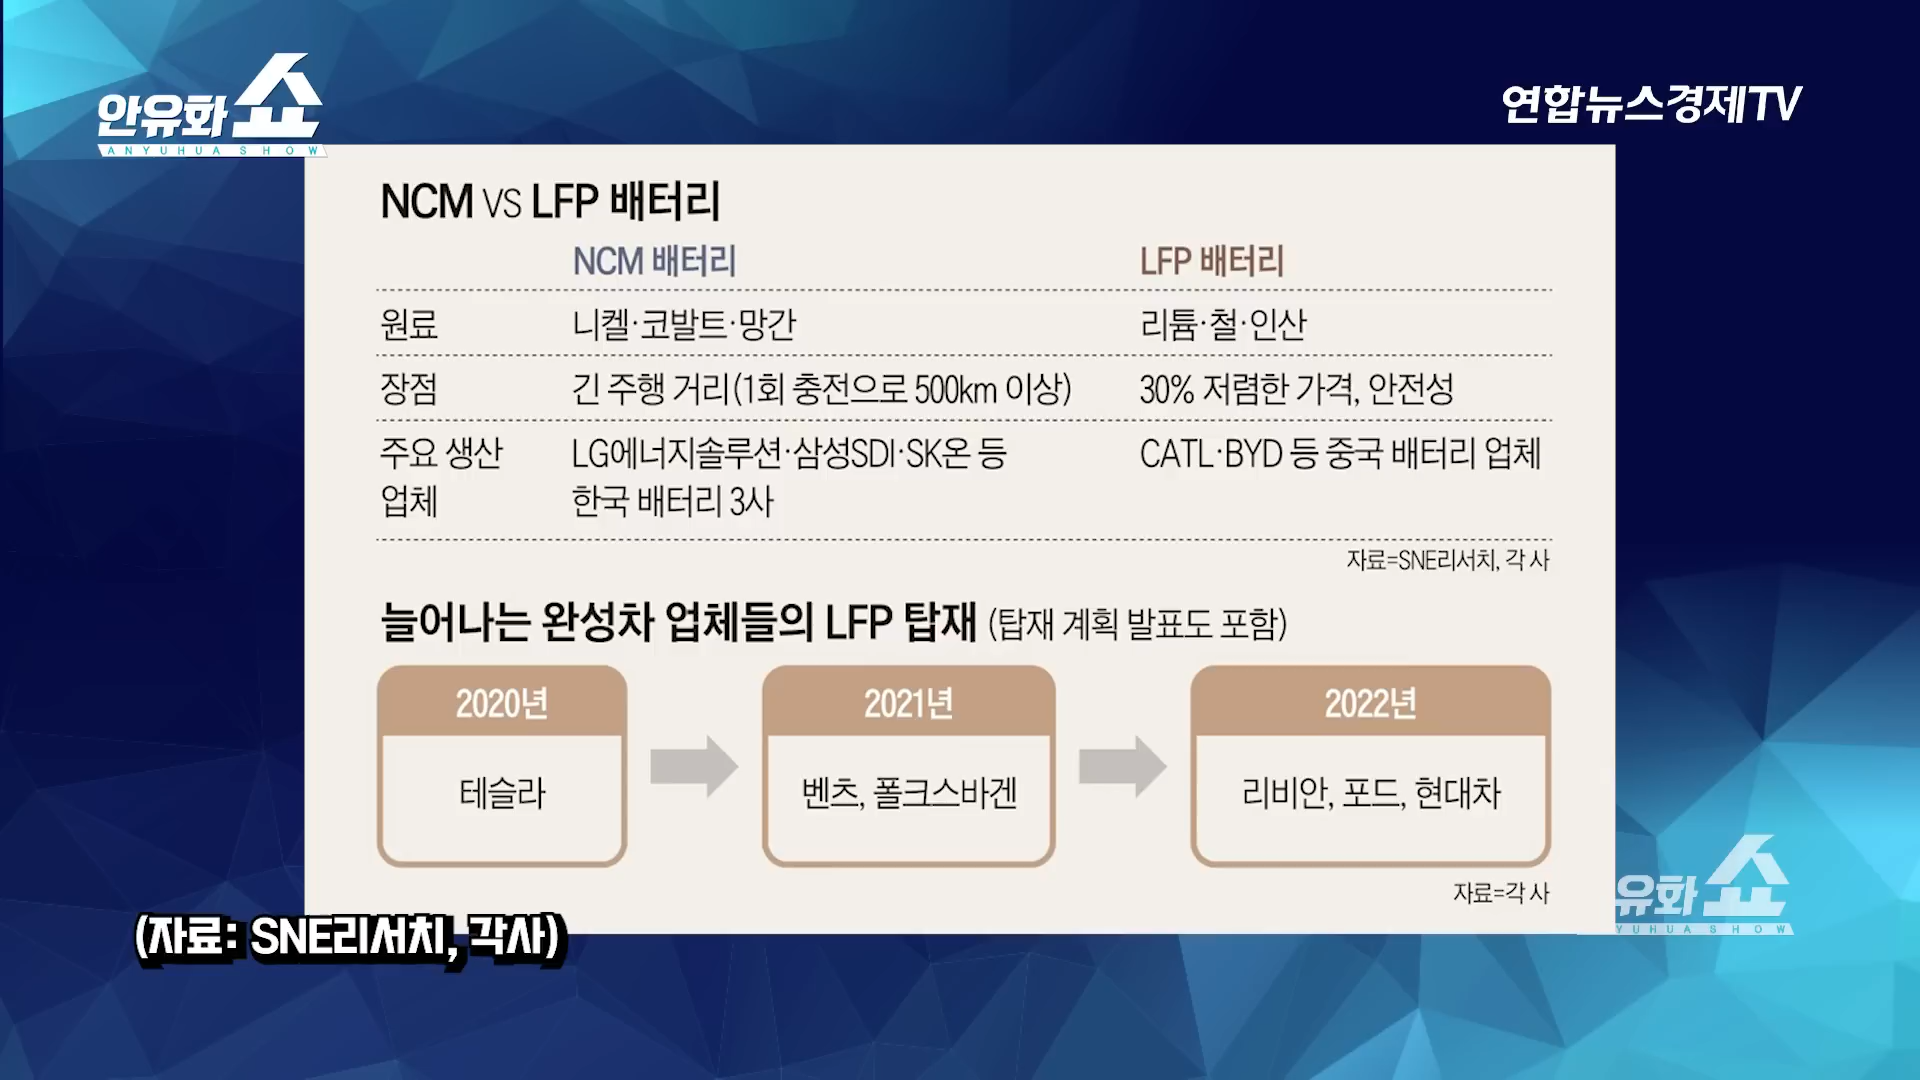 안유화쇼
ANYUHUA SHOW
연합뉴스경제TV
NCM VS LFP 배터리
NCM 배터리 LFP 배터리
원료 니켈·코발트·망간 리튬·철·인산
장점 긴 주행 거리(1회 충전으로 500km 이상) 30% 저렴한 가격, 안전성
주요 생산 업체 LG에너지솔루션·삼성SDI·SK온 등 CATL·BYD 등 중국 배터리 업체
한국 배터리 3사
자료=SNE리서치, 각 사
늘어나는 완성차 업체들의 LFP 탑재 (탑재 계획 발표도 포함)
2020년 2021년 2022년
테슬라 벤츠, 폴크스바겐 리비안, 포드, 현대차
자료=각 사
유화쇼
YUHUA SHOW
(자료: SNE리서치, 각사)